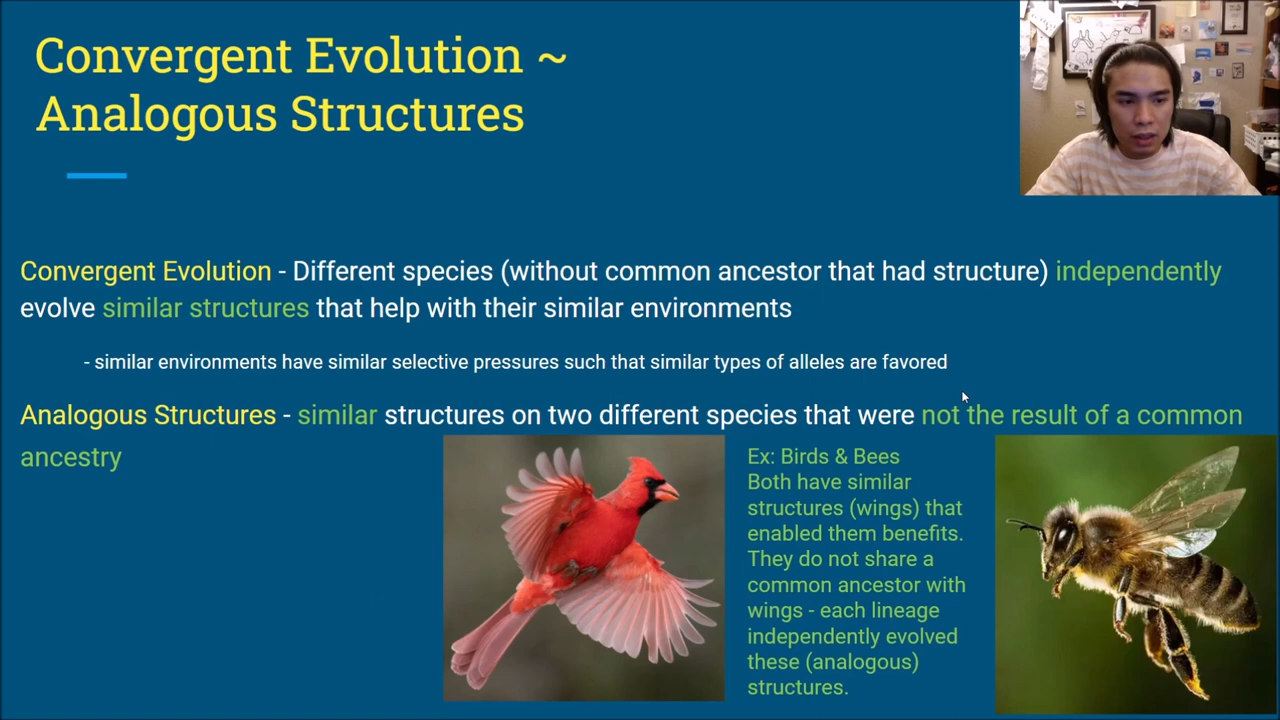 Convergent Evolution ~
Analogous Structures
Convergent Evolution - Different species (without common ancestor that had structure) independently
evolve similar structures that help with their similar environments
- similar environments have similar selective pressures such that similar types of alleles are favored
Analogous Structures - similar structures on two different species that were not the result of a common
ancestry
Ex: Birds & Bees
Both have similar
structures (wings) that
enabled them benefits.
They do not share a
common ancestor with
wings - each lineage
independently evolved
these (analogous)
structures.